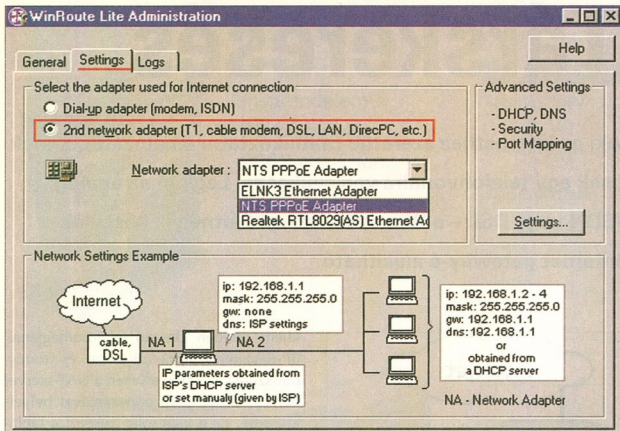 WinRoute Lite Administration
Help
General
Settings
Logs
Select the adapter used for Internet connection
Dial-up adapter (modem, ISDN)
2nd network adapter (T1, cable modem, DSL, LAN, DirecPC, etc.)
Network adapter :
NTS PPPoE Adapter
ELNK3 Ethernet Adapter
NTS PPPoE Adapter
Realtek RTL8029(AS) Ethernet Ac
Advanced Settings
- DHCP, DNS
- Security
- Port Mapping
Settings...
Network Settings Example
Internet
cable,
DSL
NA 1
NA 2
ip: 192.168.1.1
mask: 255.255.255.0
gw: none
dns: ISP settings
IP parameters obtained from
ISP's DHCP server
or set manualy (given by ISP)
ip: 192.168.1.2 - 4
mask: 255.255.255.0
gw: 192.168.1.1
dns: 192.168.1.1
or
obtained from
a DHCP server
NA - Network Adapter